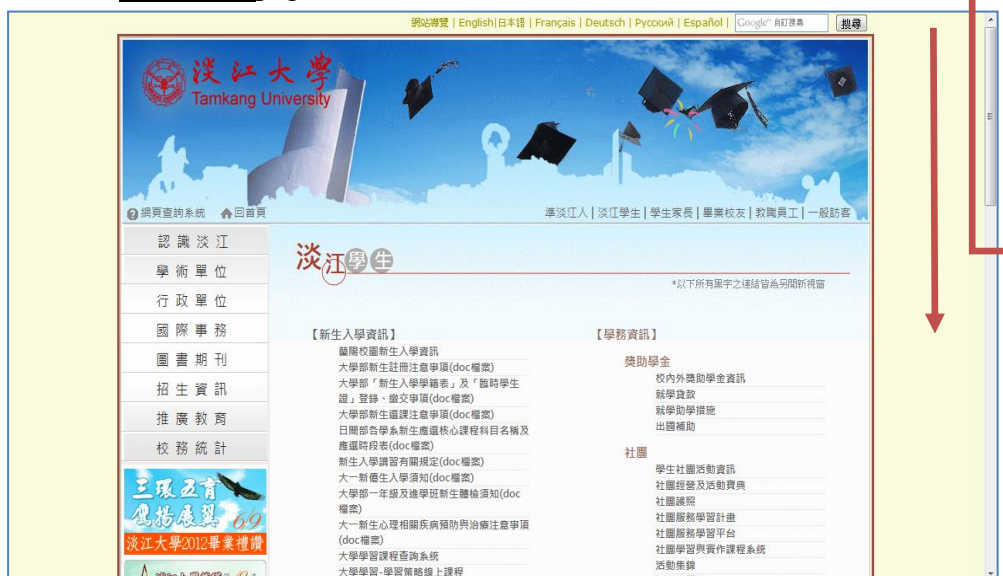 網站導覽 | English|日本語 | Français | Deutsch | Русский | Español |
Google™ 自訂搜尋
搜尋
淡江大學
Tamkang University
網頁查詢系統 回首頁
準淡江人 | 淡江學生 | 學生家長 | 畢業校友 | 教職員工 | 一般訪客
認識淡江
學術單位
行政單位
國際事務
圖書期刊
招生資訊
推廣教育
校務統計
三環五育
鷹揚展翼 6/9
淡江大學2012畢業禮讚
淡江學生
*以下所有黑字之連結皆為另開新視窗
【新生入學資訊】
蘭陽校園新生入學資訊
大學部新生註冊注意事項(doc檔案)
大學部「新生入學學籍表」及「臨時學生
證」登錄、繳交事項(doc檔案)
大學部新生選課注意事項(doc檔案)
日間部各學系新生應選核心課程科目名稱及
應選時段表(doc檔案)
新生入學講習有關規定(doc檔案)
大一新僑生入學須知(doc檔案)
大學部一年級及進學班新生體檢須知(doc
檔案)
大一新生心理相關疾病預防與治療注意事項
(doc檔案)
大學學習課程查詢系統
大學學習-學習策略線上課程
【學務資訊】
獎助學金
校內外獎助學金資訊
就學貸款
就學助學措施
出國補助
社團
學生社團活動資訊
社團經營及活動寶典
社團護照
社團服務學習計畫
社團服務學習平台
社團學習與實作課程系統
活動集錦